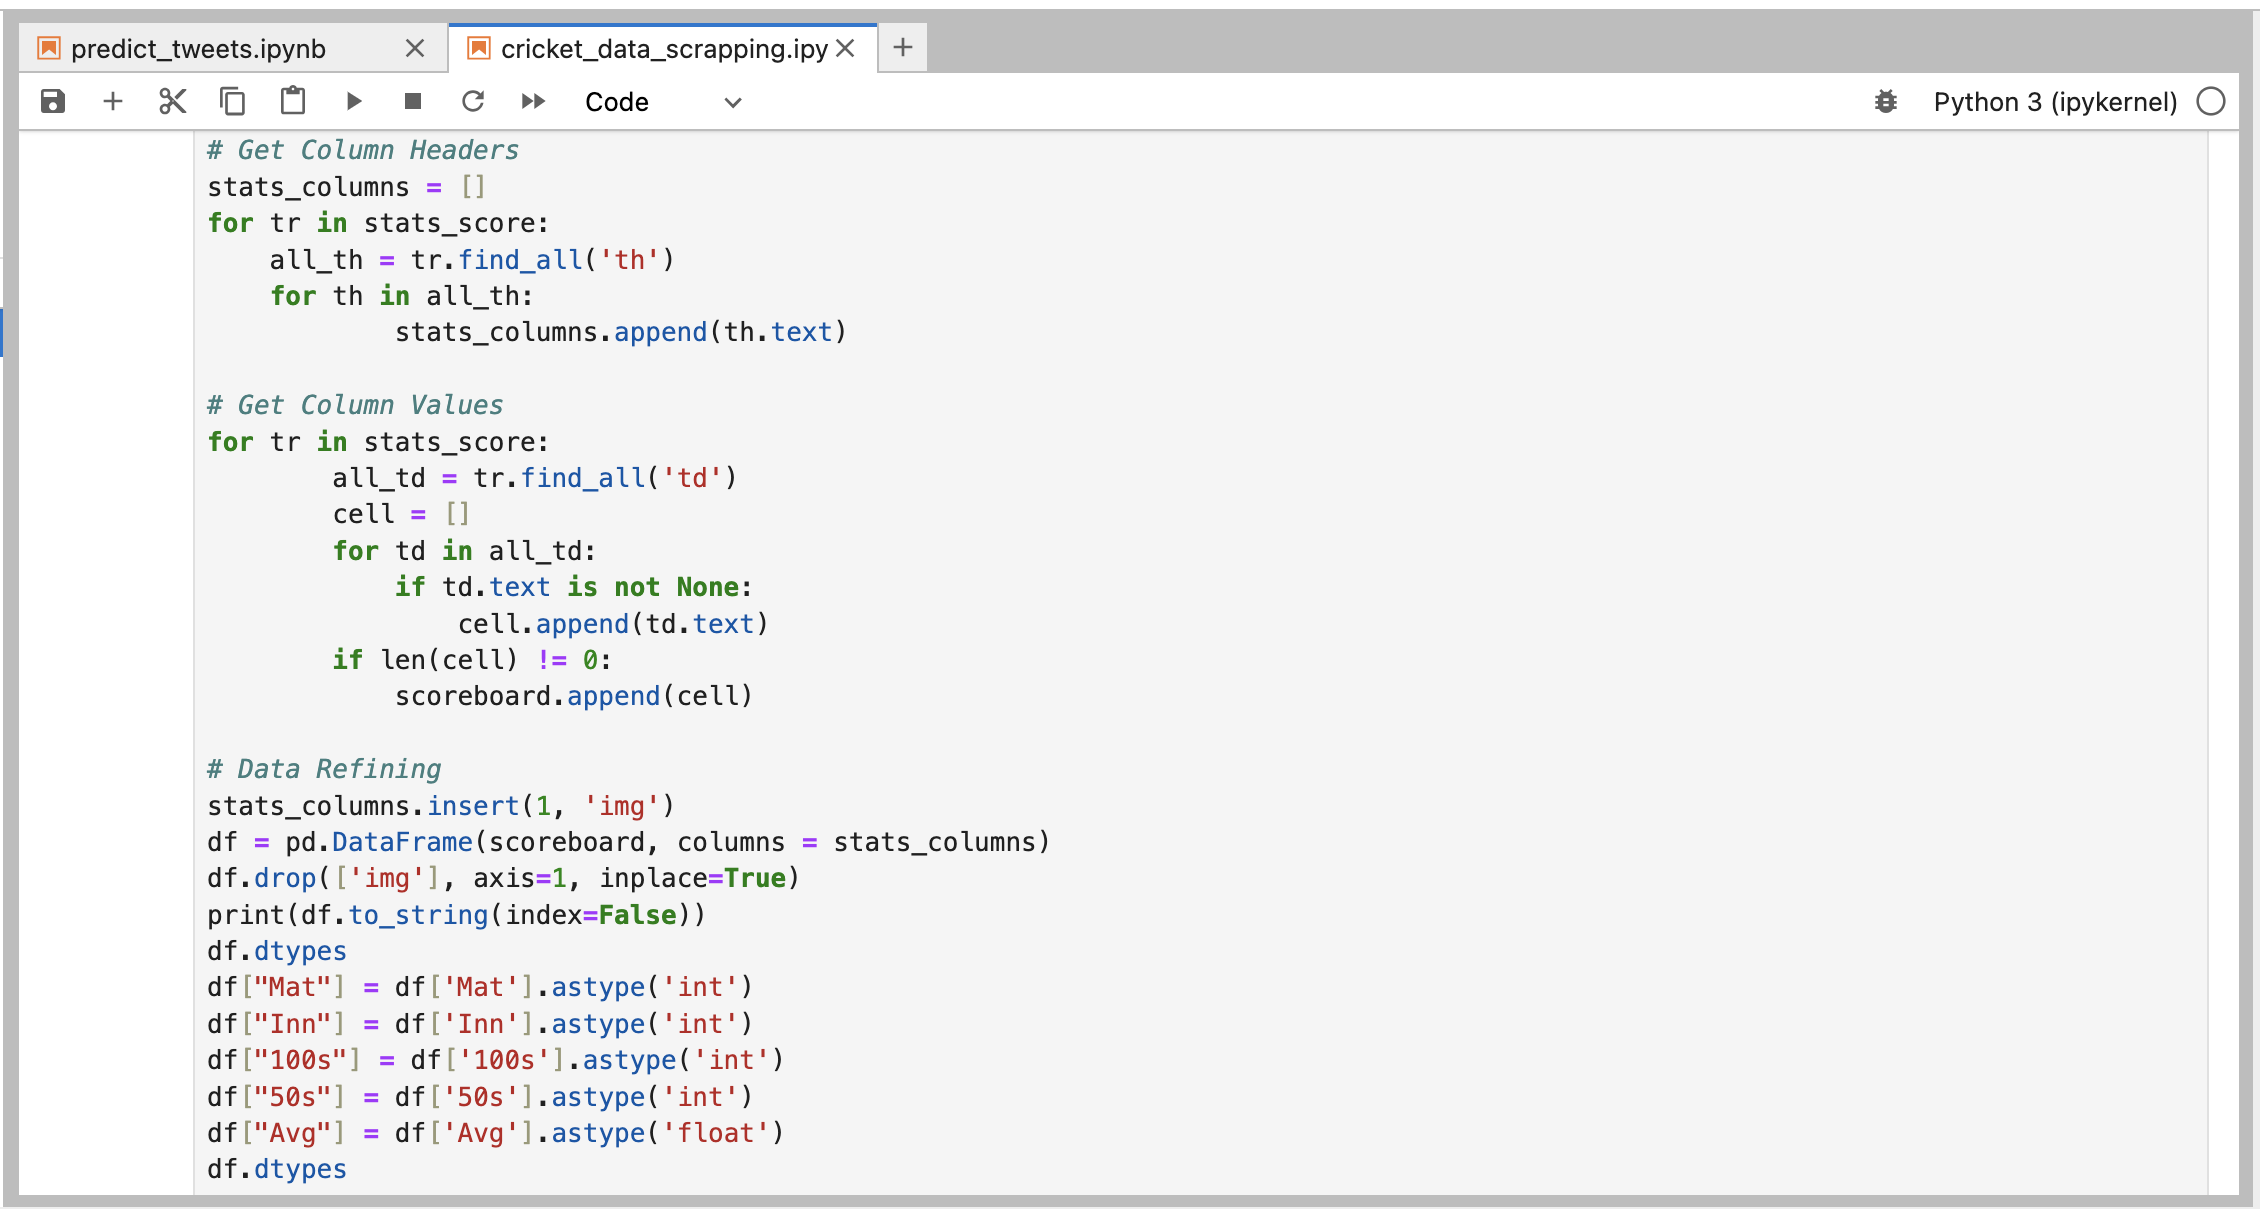 predict_tweets.ipynb
cricket_data_scrapping.ipy
Code
Python 3 (ipykernel)
# Get Column Headers
stats_columns = []
for tr in stats_score:
    all_th = tr.find_all('th')
    for th in all_th:
            stats_columns.append(th.text)

# Get Column Values
for tr in stats_score:
        all_td = tr.find_all('td')
        cell = []
        for td in all_td:
            if td.text is not None:
                cell.append(td.text)
        if len(cell) != 0:
            scoreboard.append(cell)

# Data Refining
stats_columns.insert(1, 'img')
df = pd.DataFrame(scoreboard, columns = stats_columns)
df.drop(['img'], axis=1, inplace=True)
print(df.to_string(index=False))
df.dtypes
df["Mat"] = df['Mat'].astype('int')
df["Inn"] = df['Inn'].astype('int')
df["100s"] = df['100s'].astype('int')
df["50s"] = df['50s'].astype('int')
df["Avg"] = df['Avg'].astype('float')
df.dtypes